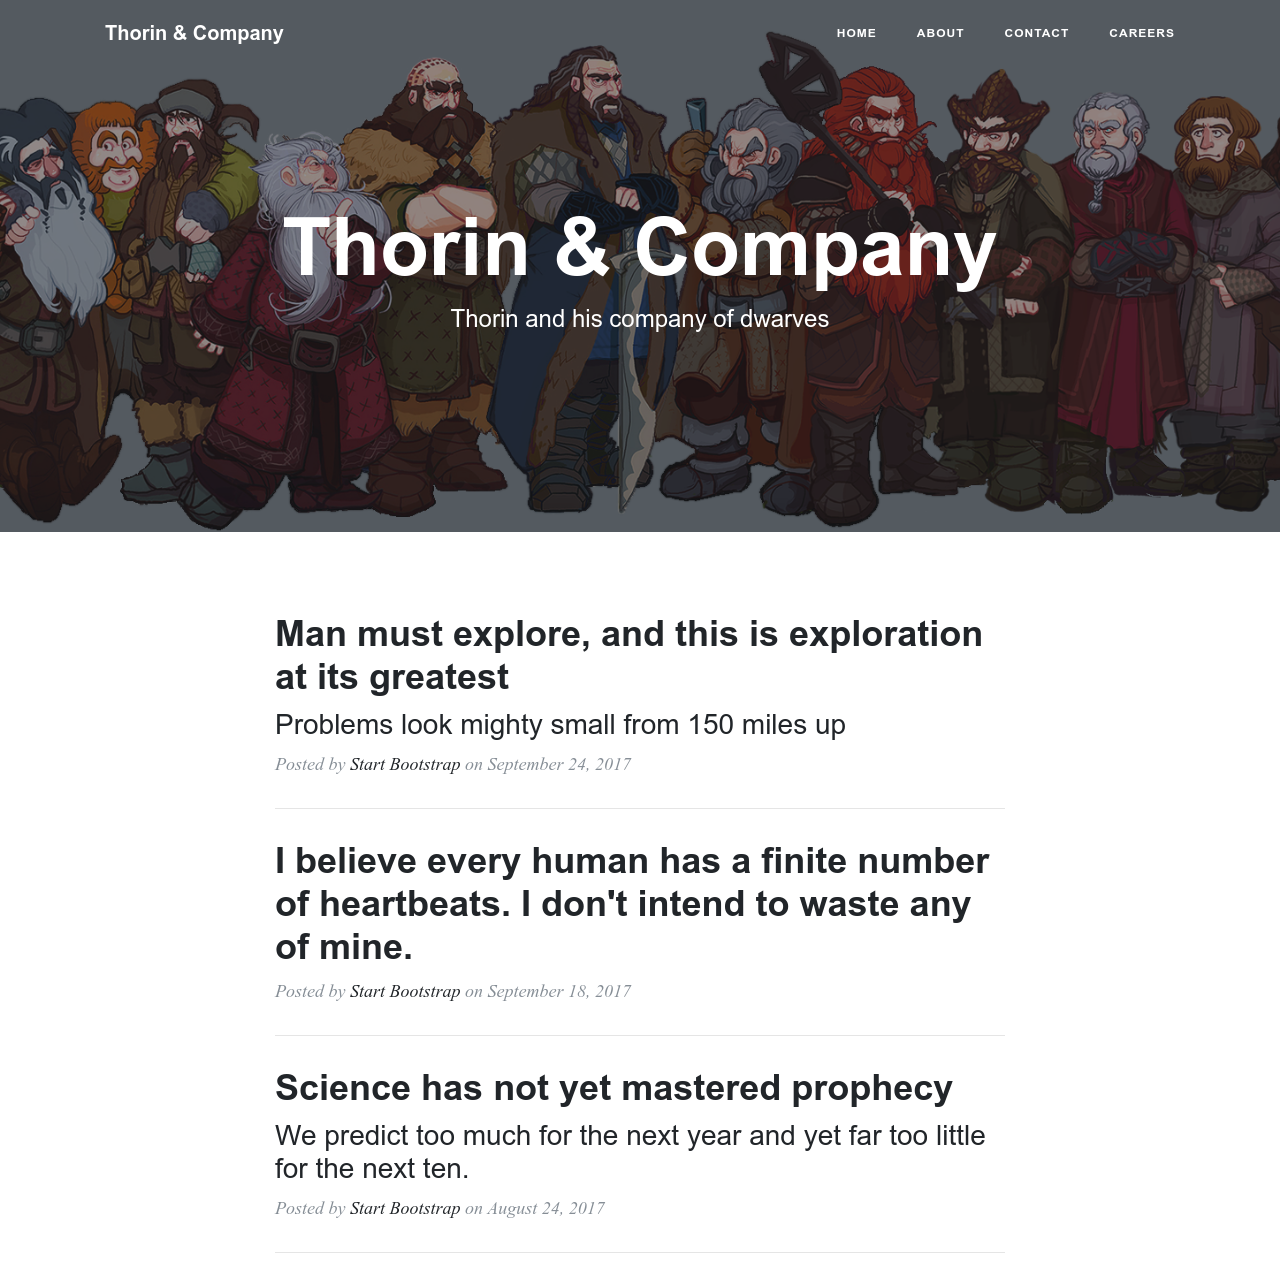 Thorin & Company
HOME ABOUT CONTACT CAREERS
Thorin & Company
Thorin and his company of dwarves
Man must explore, and this is exploration
at its greatest
Problems look mighty small from 150 miles up
Posted by Start Bootstrap on September 24, 2017
I believe every human has a finite number
of heartbeats. I don't intend to waste any
of mine.
Posted by Start Bootstrap on September 18, 2017
Science has not yet mastered prophecy
We predict too much for the next year and yet far too little
for the next ten.
Posted by Start Bootstrap on August 24, 2017